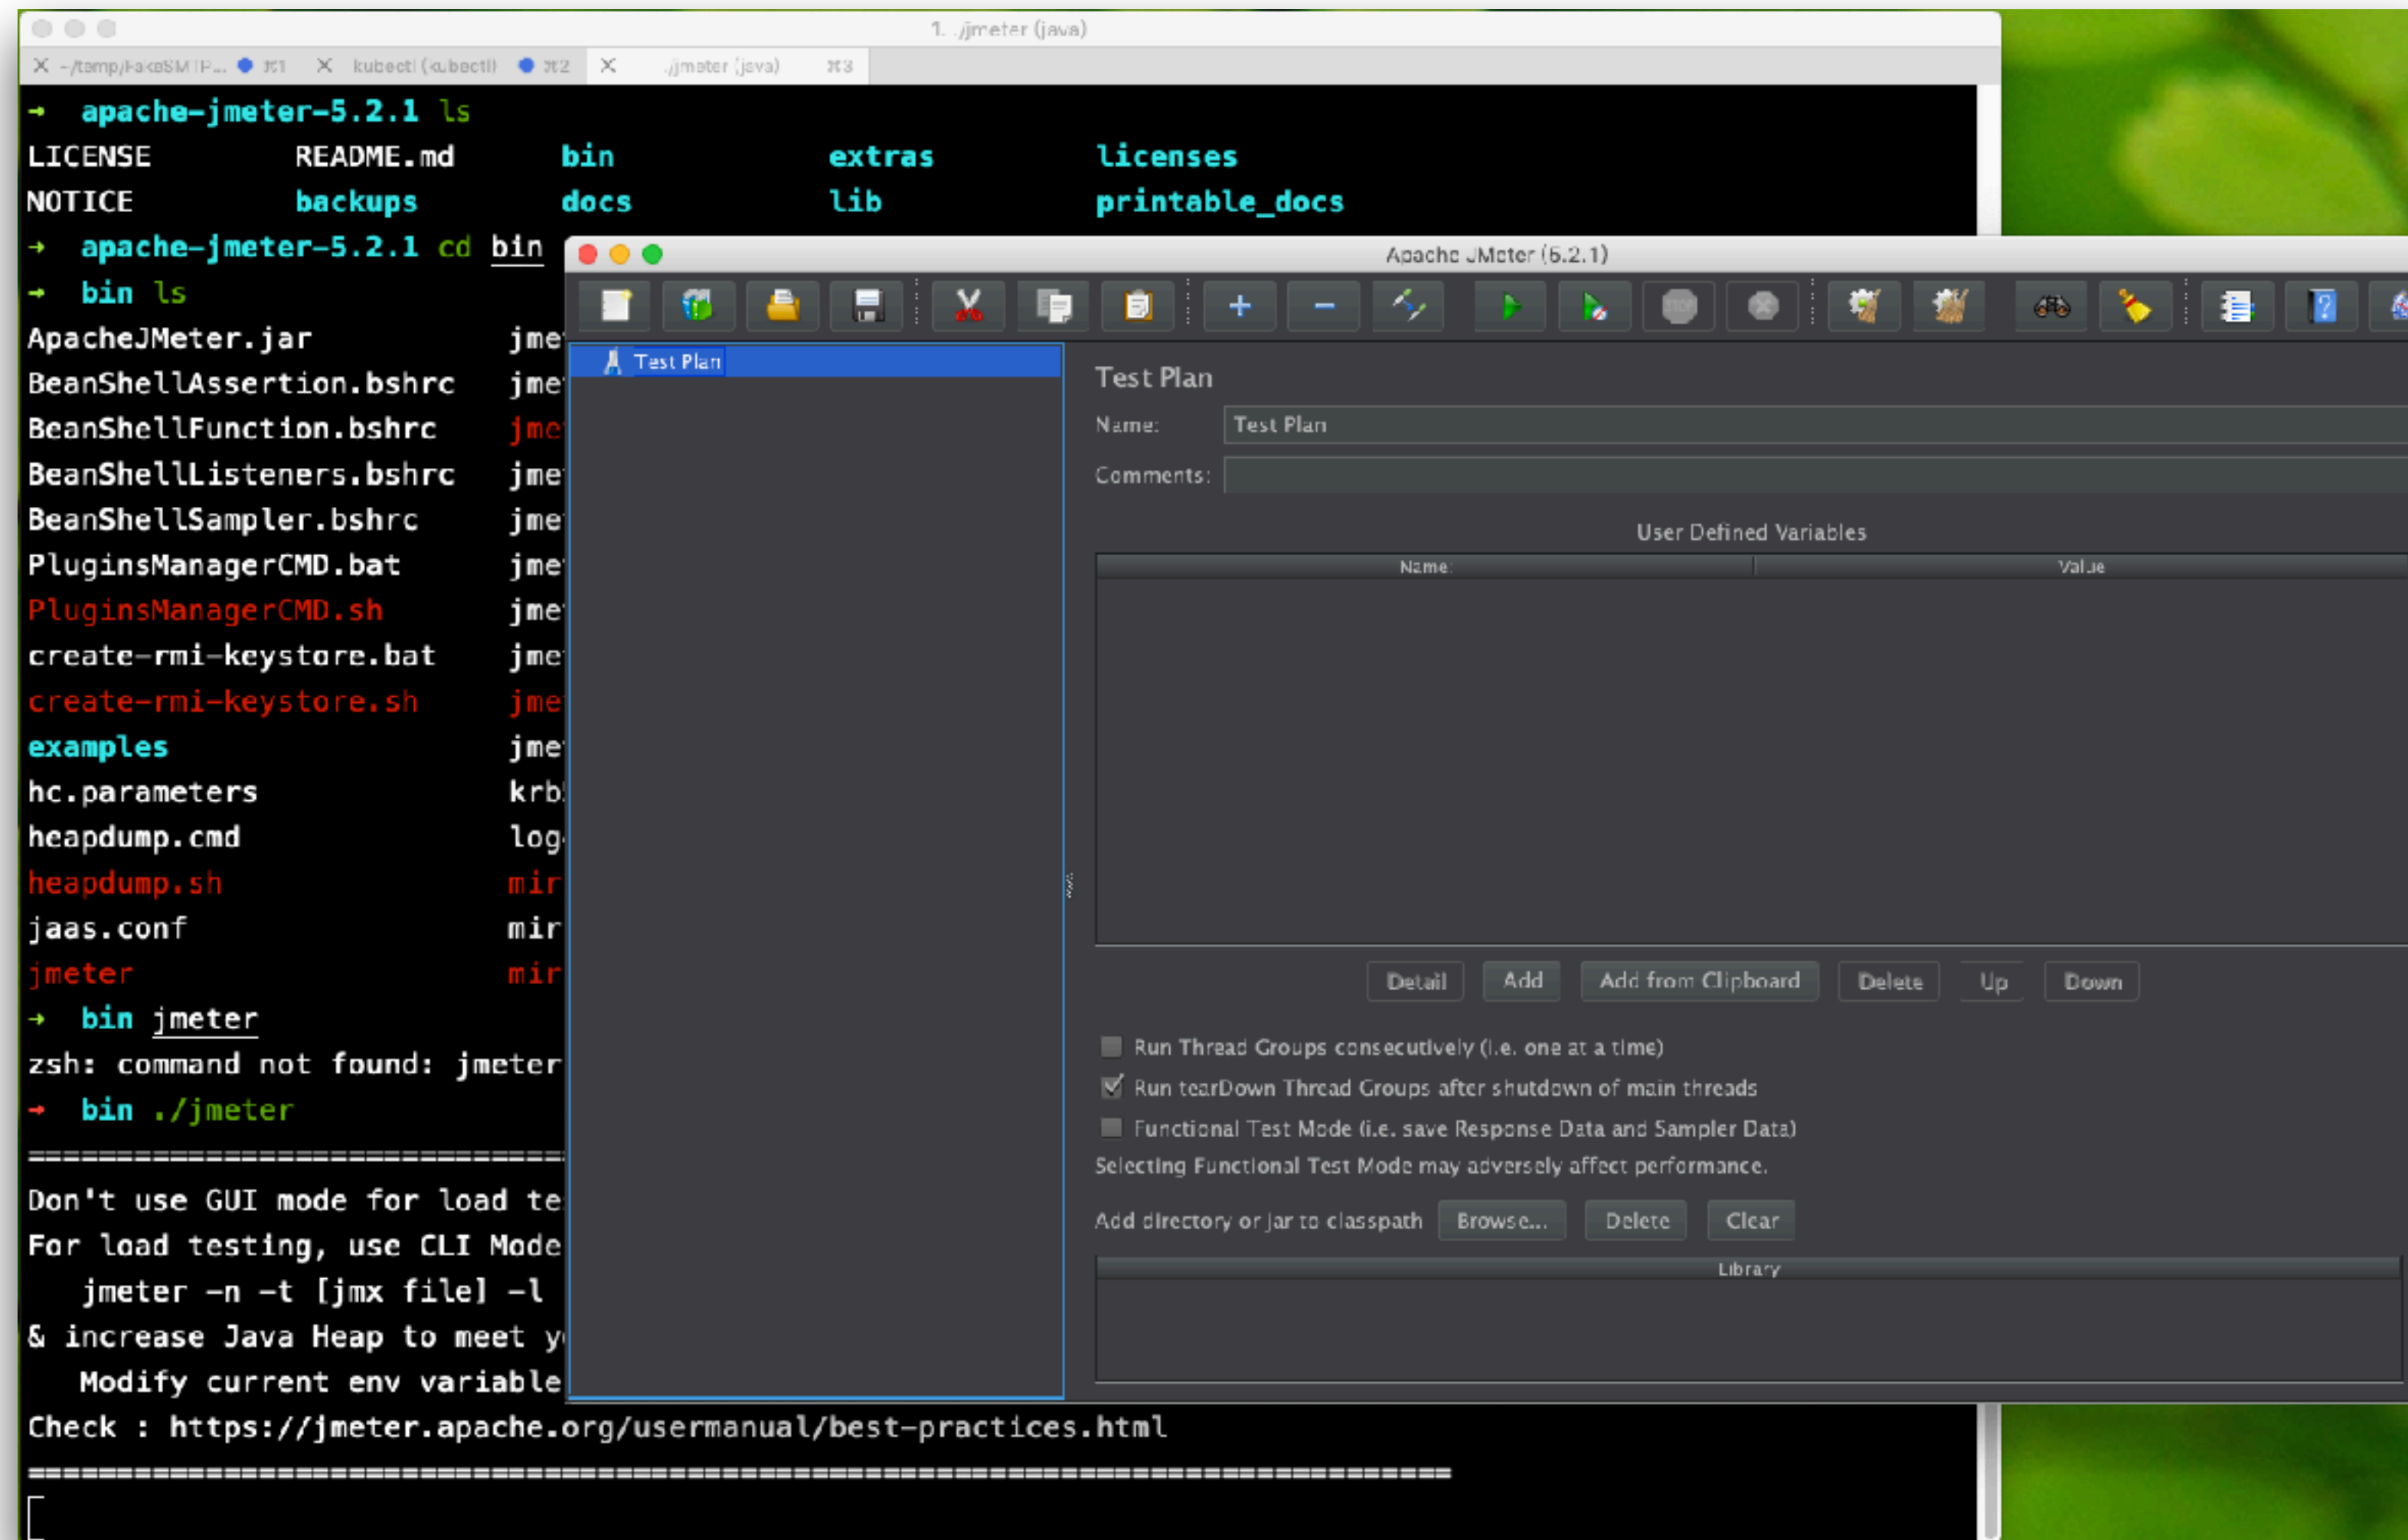 1. ./jmeter (java)
~/temp/FakeSMTP... ⌘1 kubectl (kubectl) ⌘2 ./jmeter (java) ⌘3
→ apache-jmeter-5.2.1 ls
LICENSE README.md bin extras licenses
NOTICE backups docs lib printable_docs
→ apache-jmeter-5.2.1 cd bin
→ bin ls
ApacheJMeter.jar
BeanShellAssertion.bshrc
BeanShellFunction.bshrc
BeanShellListeners.bshrc
BeanShellSampler.bshrc
PluginsManagerCMD.bat
PluginsManagerCMD.sh
create-rmi-keystore.bat
create-rmi-keystore.sh
examples
hc.parameters
heapdump.cmd
heapdump.sh
jaas.conf
jmeter
→ bin jmeter
zsh: command not found: jmeter
→ bin ./jmeter
================================
Don't use GUI mode for load
For load testing, use CLI Mode
jmeter -n -t [jmx file] -l
& increase Java Heap to meet
Modify current env variable
Check : https://jmeter.apache.org/usermanual/best-practices.html
================================================================================
Apache JMeter (5.2.1)
STOP
Test Plan
Test Plan
Name: Test Plan
Comments:
User Defined Variables
Name: Value
Detail Add Add from Clipboard Delete Up Down
Run Thread Groups consecutively (i.e. one at a time)
Run tearDown Thread Groups after shutdown of main threads
Functional Test Mode (i.e. save Response Data and Sampler Data)
Selecting Functional Test Mode may adversely affect performance.
Add directory or jar to classpath Browse... Delete Clear
Library